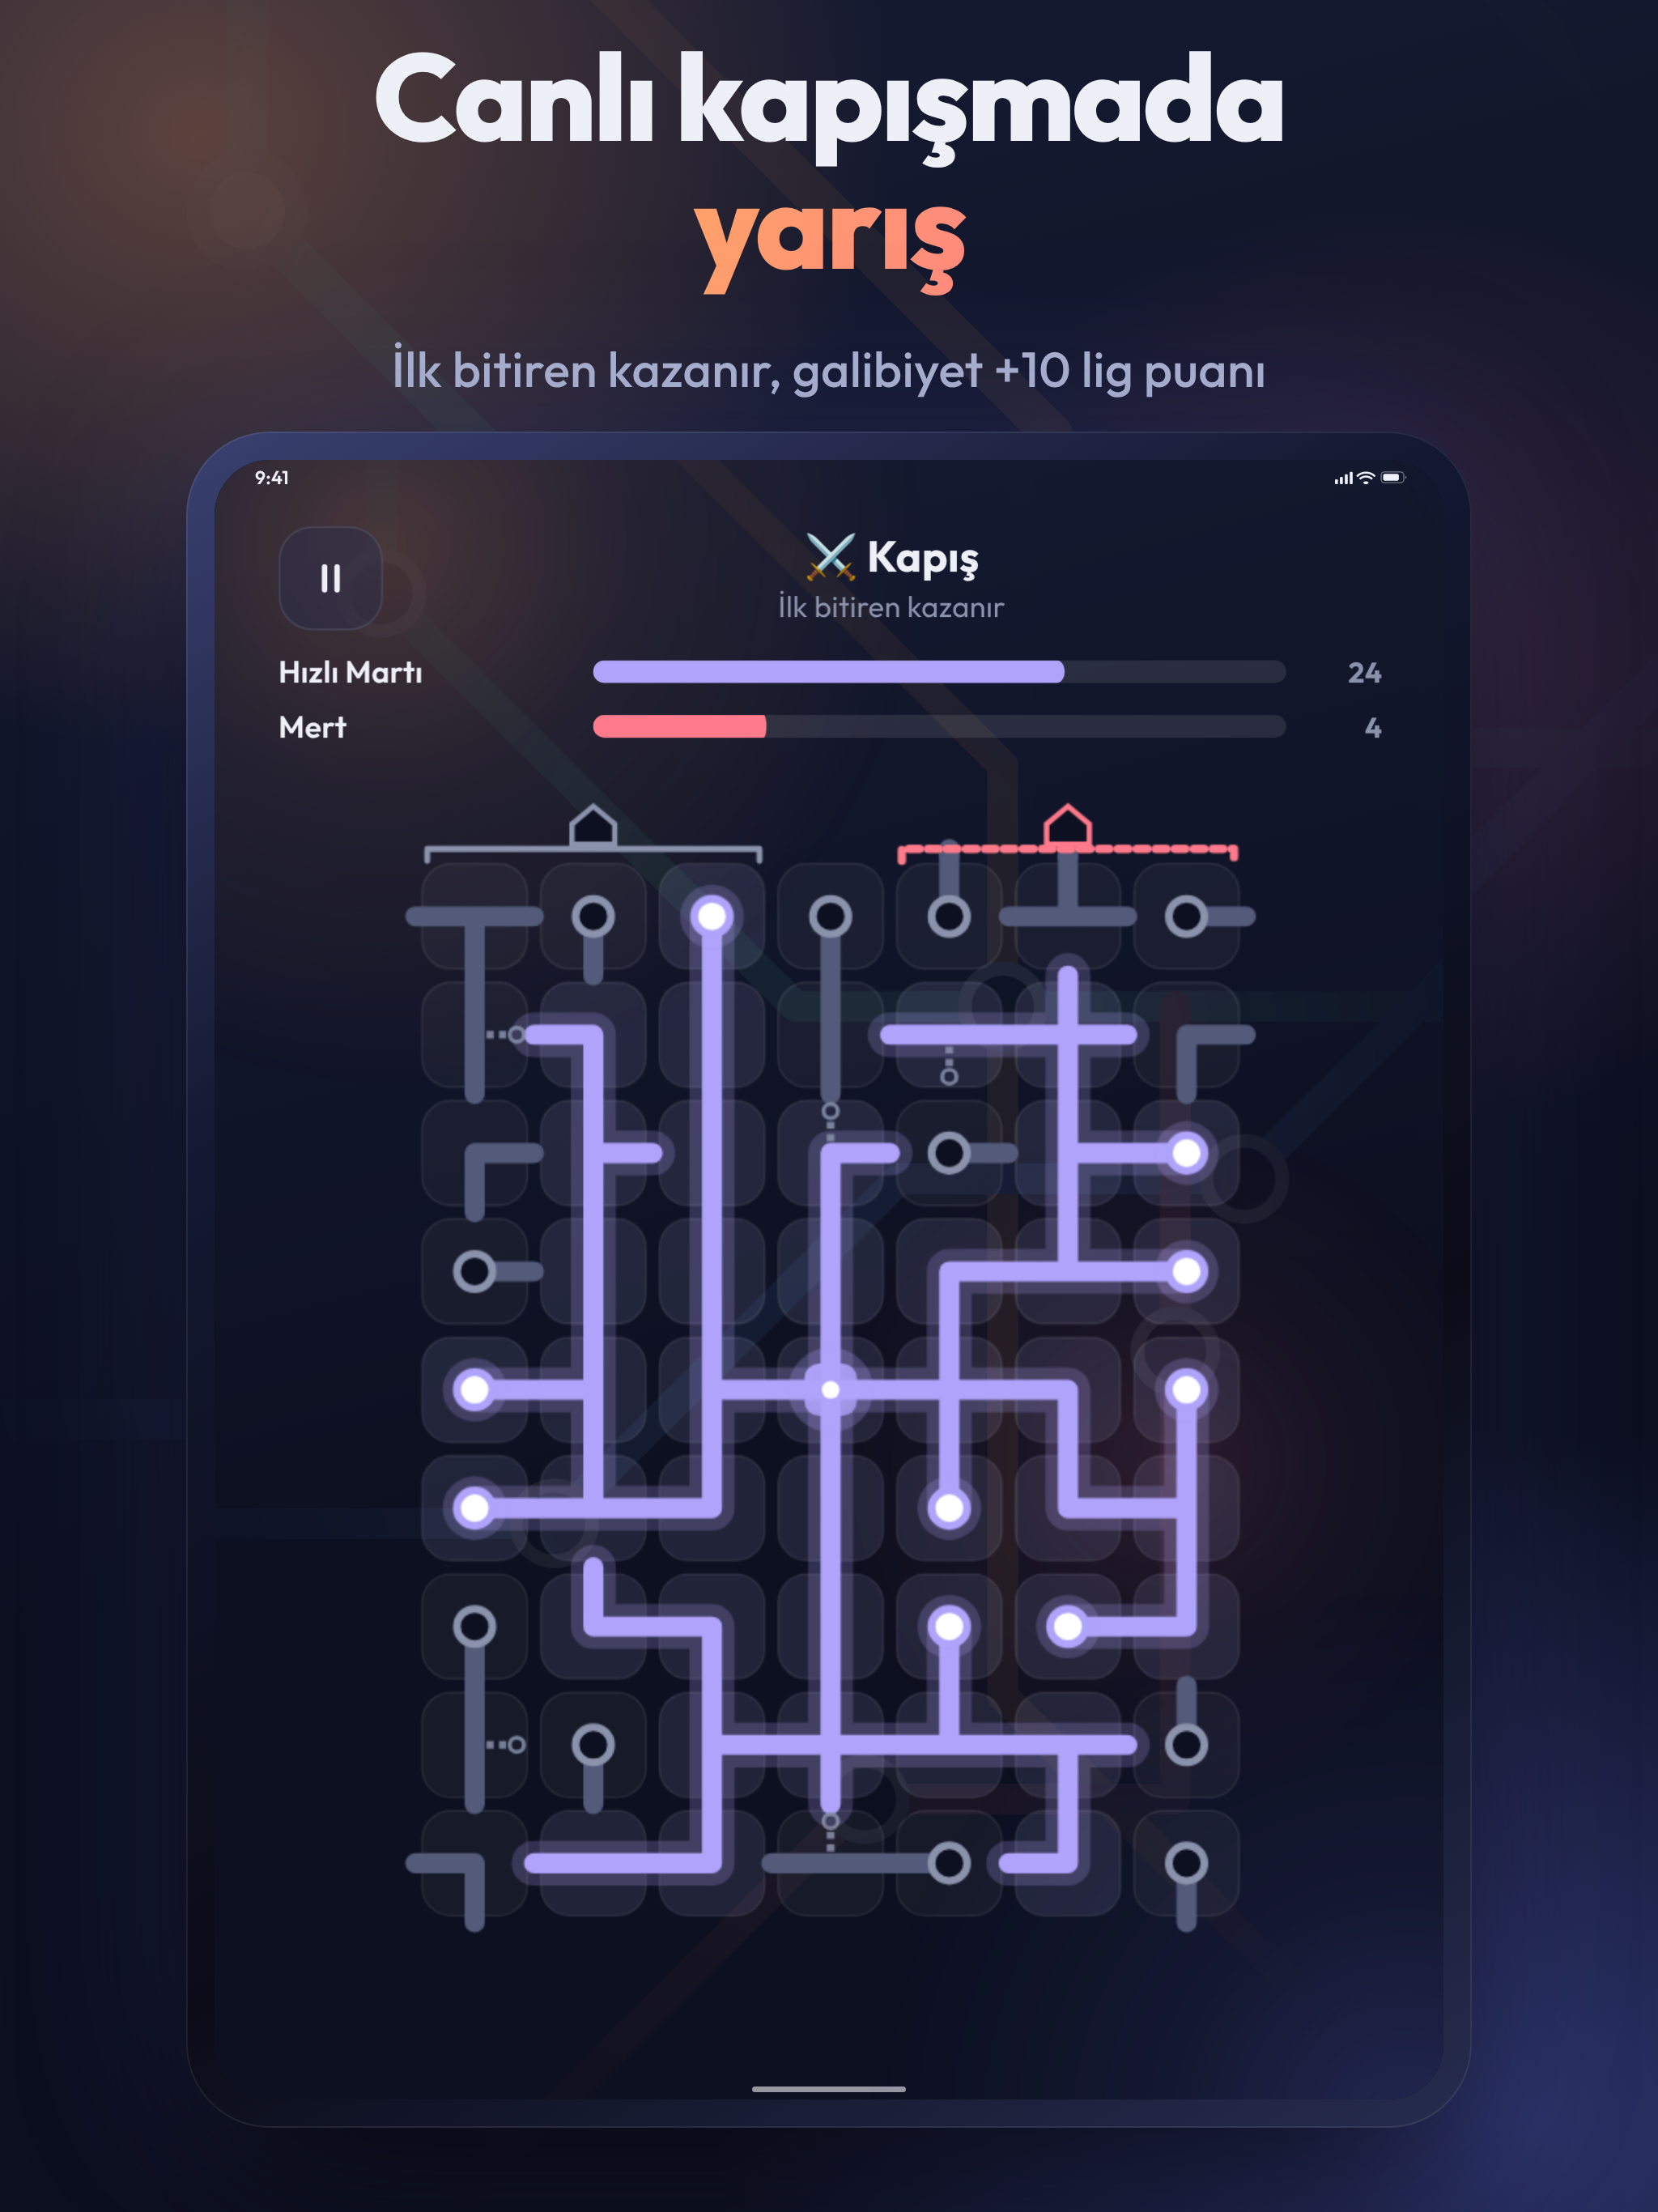 Canlı kapışmada
yarış
İlk bitiren kazanır, galibiyet +10 lig puanı
9:41
⚔️ Kapış
İlk bitiren kazanır
Hızlı Martı 24
Mert 4